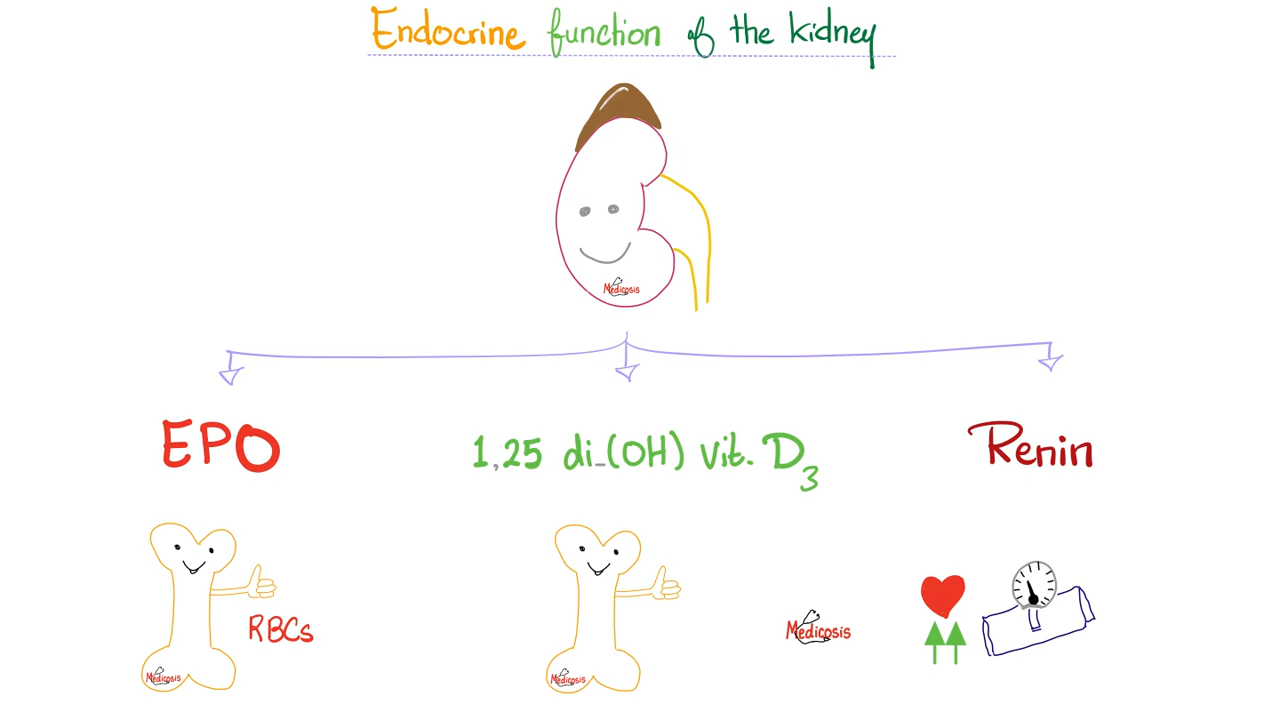 Endocrine function of the kidney
Medicosis
EPO
1,25 di-(OH) vit. D3
Renin
RBCs
Medicosis
Medicosis
Medicosis